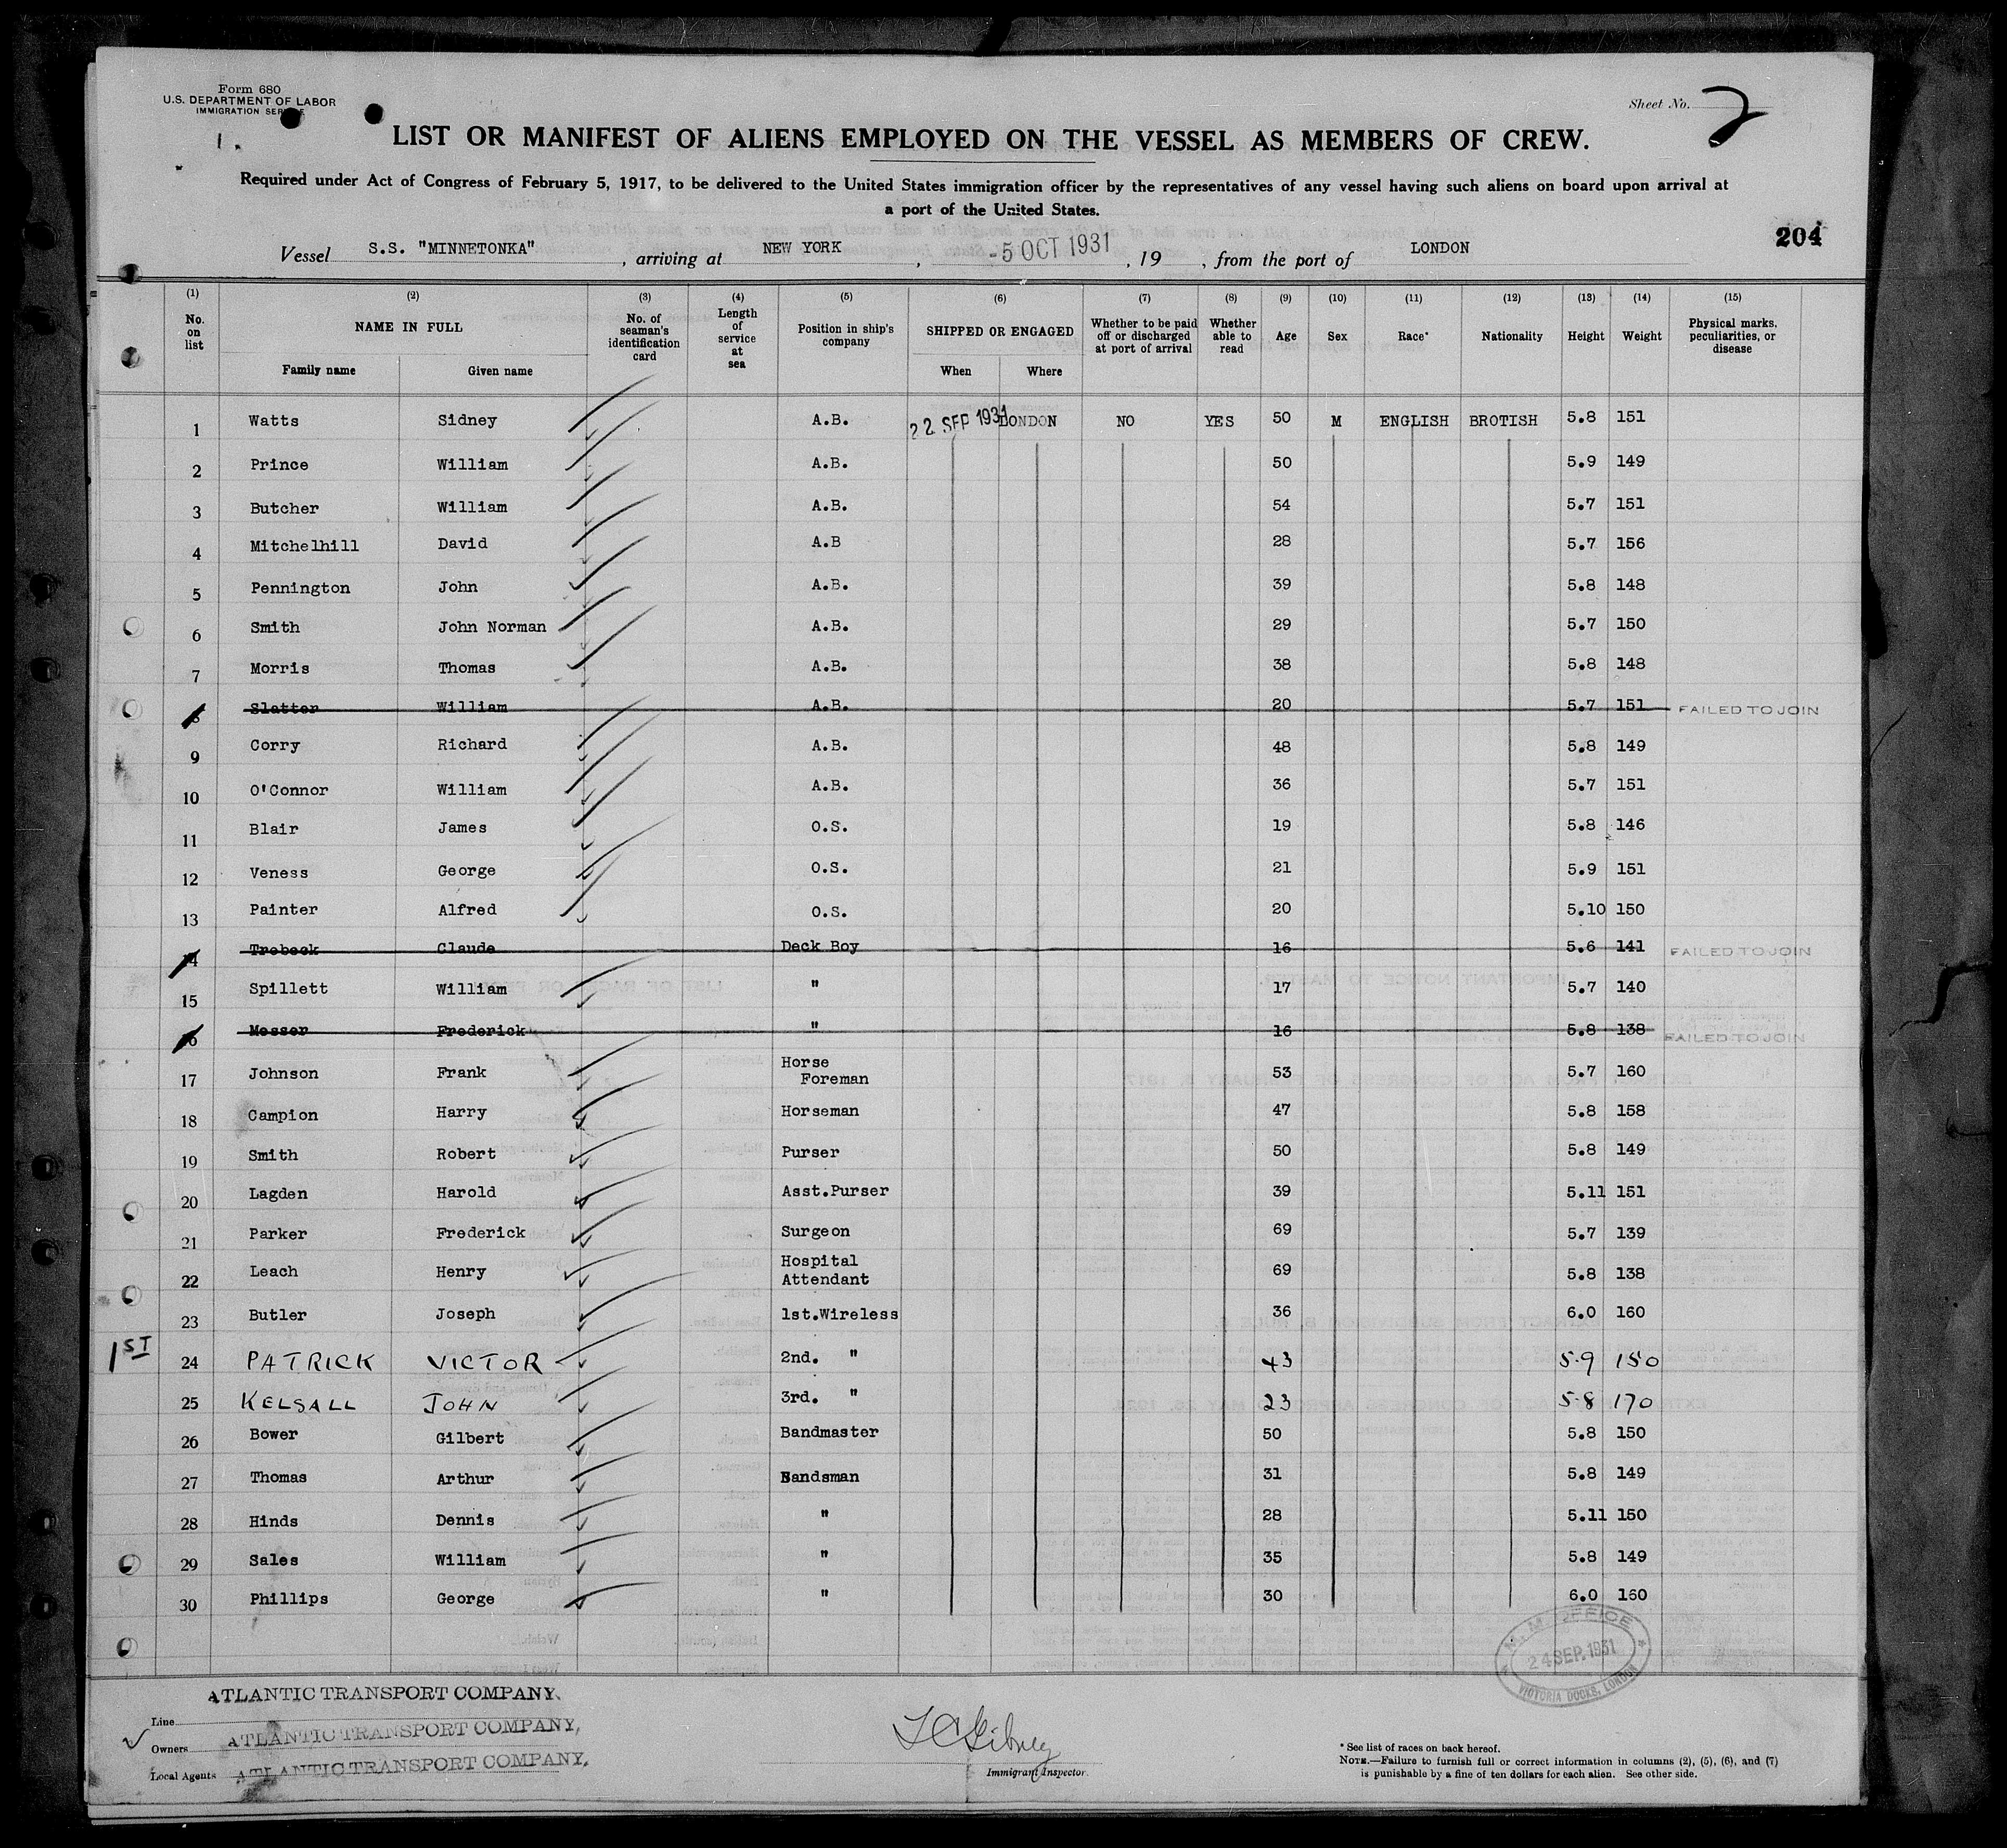 Form 680
U.S. DEPARTMENT OF LABOR
IMMIGRATION SERVICE
Sheet No. 2
LIST OR MANIFEST OF ALIENS EMPLOYED ON THE VESSEL AS MEMBERS OF CREW.
Required under Act of Congress of February 5, 1917, to be delivered to the United States immigration officer by the representatives of any vessel having such aliens on board upon arrival at
a port of the United States.
204
Vessel S.S. "MINNETONKA", arriving at NEW YORK, -5 OCT 1931, 19 , from the port of LONDON
(1) (2) (3) (4) (5) (6) (7) (8) (9) (10) (11) (12) (13) (14) (15)
No. on list NAME IN FULL No. of seaman's identification card Length of service at sea Position in ship's company SHIPPED OR ENGAGED Whether to be paid off or discharged at port of arrival Whether able to read Age Sex Race* Nationality Height Weight Physical marks, peculiarities, or disease
Family name Given name When Where
1 Watts Sidney A.B. 22 SEP 1931 LONDON NO YES 50 M ENGLISH BROTISH 5.8 151
2 Prince William A.B. 50 5.9 149
3 Butcher William A.B. 54 5.7 151
4 Mitchelhill David A.B 28 5.7 156
5 Pennington John A.B. 39 5.8 148
6 Smith John Norman A.B. 29 5.7 150
7 Morris Thomas A.B. 38 5.8 148
8 Slatter William A.B. 20 5.7 151 FAILED TO JOIN
9 Corry Richard A.B. 48 5.8 149
10 O'Connor William A.B. 36 5.7 151
11 Blair James O.S. 19 5.8 146
12 Veness George O.S. 21 5.9 151
13 Painter Alfred O.S. 20 5.10 150
14 Trebeck Claude Deck Boy 16 5.6 141 FAILED TO JOIN
15 Spillett William " 17 5.7 140
16 Messer Frederick " 16 5.8 138 FAILED TO JOIN
17 Johnson Frank Horse Foreman 53 5.7 160
18 Campion Harry Horseman 47 5.8 158
19 Smith Robert Purser 50 5.8 149
20 Lagden Harold Asst.Purser 39 5.11 151
21 Parker Frederick Surgeon 69 5.7 139
22 Leach Henry Hospital Attendant 69 5.8 138
23 Butler Joseph 1st.Wireless 36 6.0 160
1ST 24 PATRICK VICTOR 2nd. " 43 5.9 150
25 KELSALL JOHN 3rd. " 23 5.8 170
26 Bower Gilbert Bandmaster 50 5.8 150
27 Thomas Arthur Bandsman 31 5.8 149
28 Hinds Dennis " 28 5.11 150
29 Sales William " 35 5.8 149
30 Phillips George " 30 6.0 160
M.M. OFFICE
24 SEP. 1931
VICTORIA DOCKS, LONDON
ATLANTIC TRANSPORT COMPANY.
Line
Owners ATLANTIC TRANSPORT COMPANY,
Local Agents ATLANTIC TRANSPORT COMPANY,
Immigrant Inspector.
* See list of races on back hereof.
NOTE.—Failure to furnish full or correct information in columns (2), (5), (6), and (7)
is punishable by a fine of ten dollars for each alien. See other side.